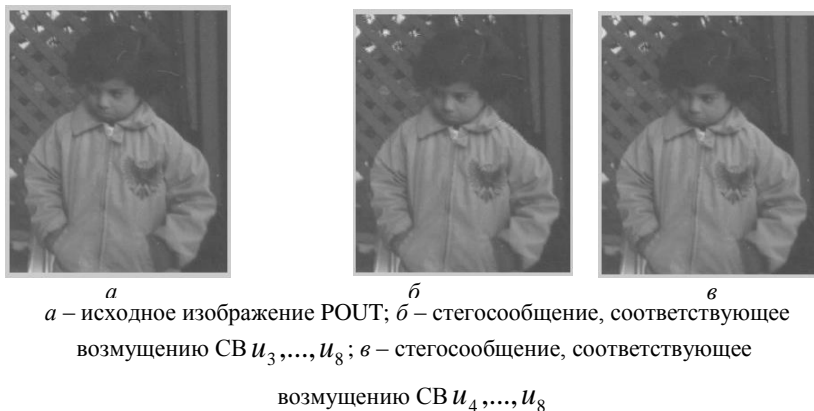 а б в
а – исходное изображение POUT; б – стегосообщение, соответствующее
возмущению СВ u₃,...,u₈; в – стегосообщение, соответствующее
возмущению СВ u₄,...,u₈